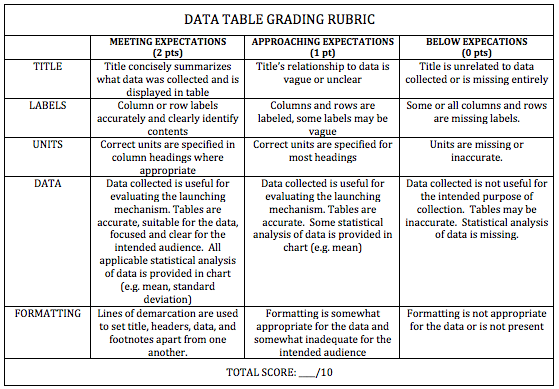 DATA TABLE GRADING RUBRIC
MEETING EXPECTATIONS
(2 pts)
APPROACHING EXPECTATIONS
(1 pt)
BELOW EXPECATIONS
(0 pts)
TITLE
Title concisely summarizes
what data was collected and is
displayed in table
Title's relationship to data is
vague or unclear
Title is unrelated to data
collected or is missing entirely
LABELS
Column or row labels
accurately and clearly identify
contents
Columns and rows are
labeled, some labels may be
vague
Some or all columns and rows
are missing labels.
UNITS
Correct units are specified in
column headings where
appropriate
Correct units are specified for
most headings
Units are missing or
inaccurate.
DATA
Data collected is useful for
evaluating the launching
mechanism. Tables are
accurate, suitable for the data,
focused and clear for the
intended audience. All
applicable statistical analysis
of data is provided in chart
(e.g. mean, standard
deviation)
Data collected is useful for
evaluating the launching
mechanism. Tables are
accurate. Some statistical
analysis of data is provided in
chart (e.g. mean)
Data collected is not useful for
the intended purpose of
collection. Tables may be
inaccurate. Statistical analysis
of data is missing.
FORMATTING
Lines of demarcation are used
to set title, headers, data, and
footnotes apart from one
another.
Formatting is somewhat
appropriate for the data and
somewhat inadequate for the
intended audience
Formatting is not appropriate
for the data or is not present
TOTAL SCORE: ___/10